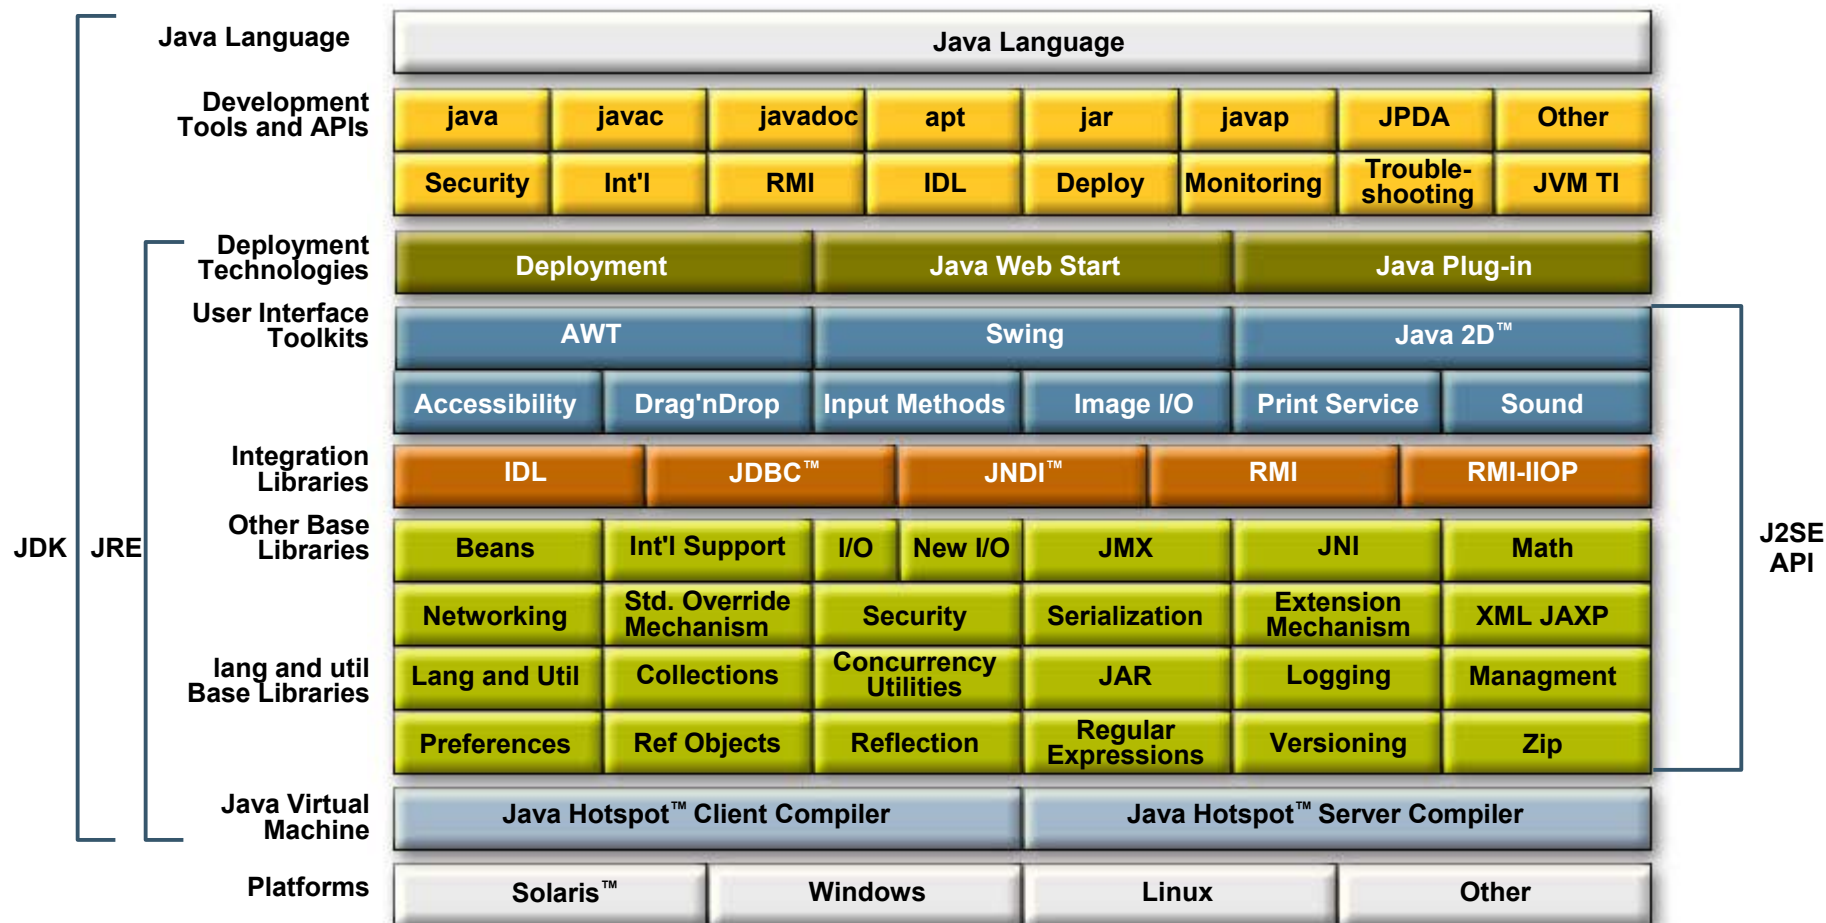 Java Language
Java Language
Development
Tools and APIs
java javac javadoc apt jar javap JPDA Other
Security Int'l RMI IDL Deploy Monitoring Trouble-
shooting JVM TI
Deployment
Technologies
Deployment Java Web Start Java Plug-in
User Interface
Toolkits
AWT Swing Java 2D™
Accessibility Drag'nDrop Input Methods Image I/O Print Service Sound
Integration
Libraries
IDL JDBC™ JNDI™ RMI RMI-IIOP
JDK JRE
Other Base
Libraries
Beans Int'l Support I/O New I/O JMX JNI Math
J2SE
API
Networking Std. Override
Mechanism Security Serialization Extension
Mechanism XML JAXP
lang and util
Base Libraries
Lang and Util Collections Concurrency
Utilities JAR Logging Managment
Preferences Ref Objects Reflection Regular
Expressions Versioning Zip
Java Virtual
Machine
Java Hotspot™ Client Compiler Java Hotspot™ Server Compiler
Platforms
Solaris™ Windows Linux Other